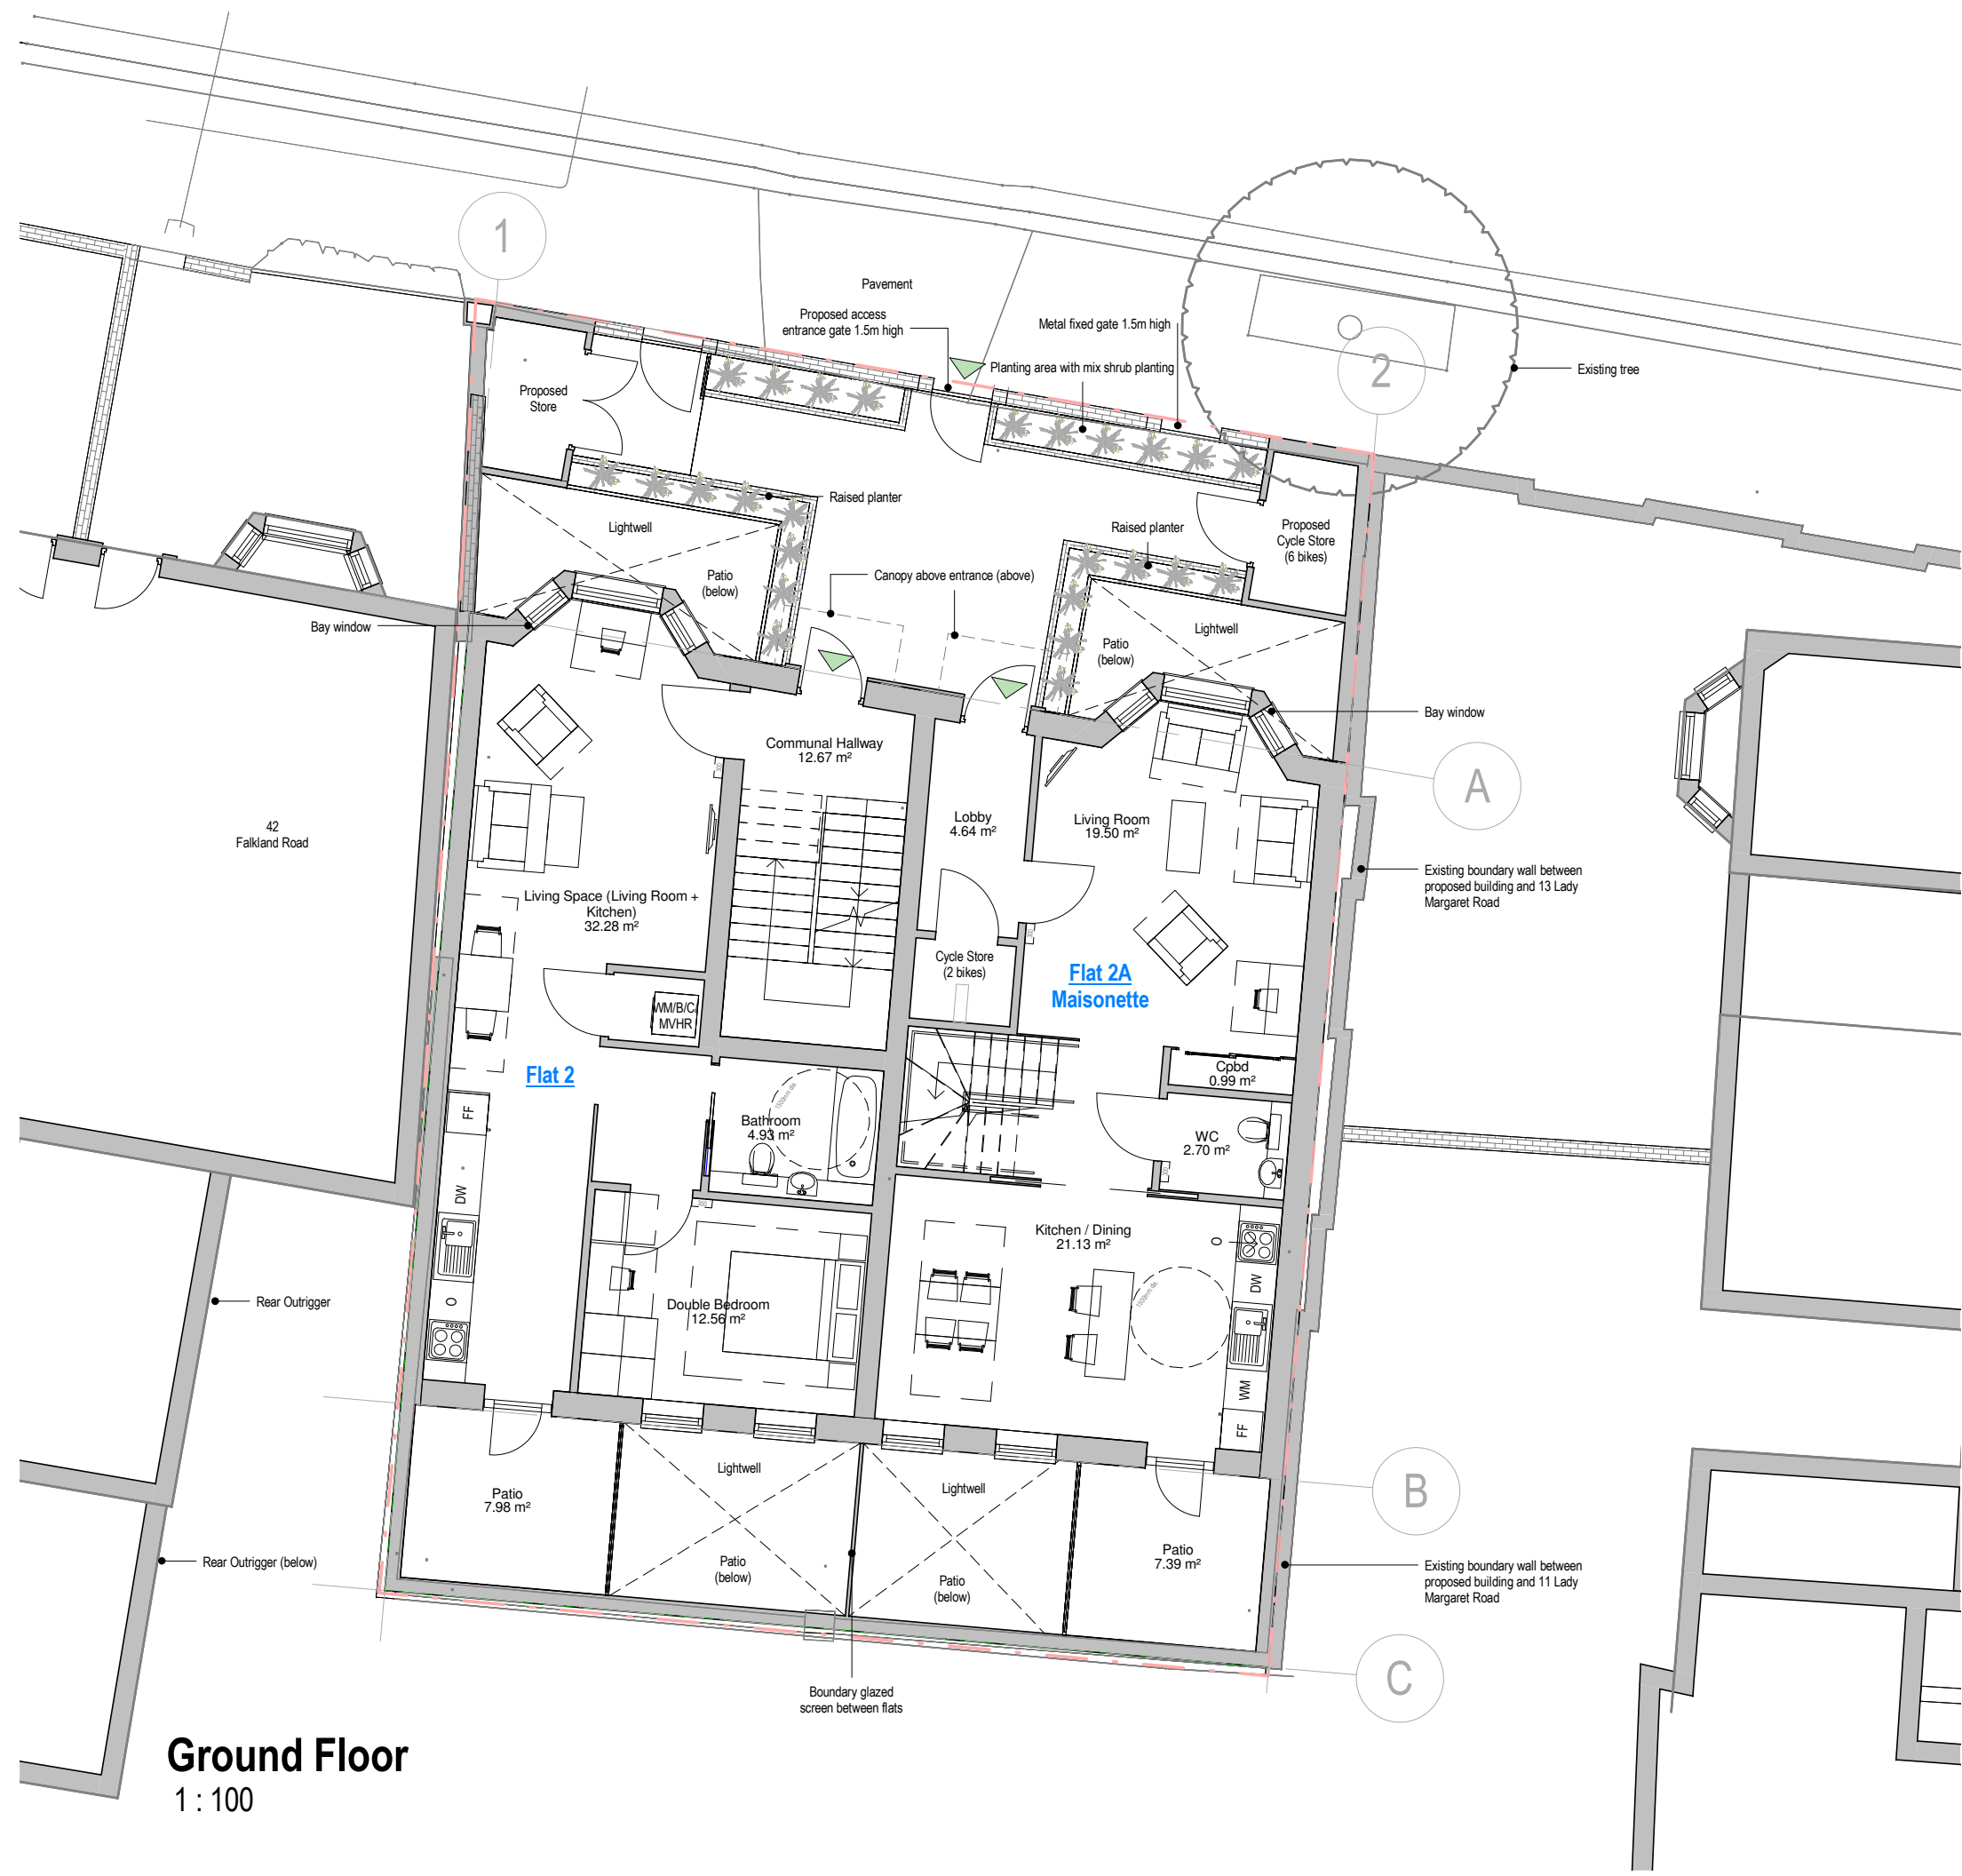 1
Pavement
Proposed access
entrance gate 1.5m high
Metal fixed gate 1.5m high
2
Planting area with mix shrub planting
Existing tree
Proposed
Store
Raised planter
Lightwell
Raised planter
Proposed
Cycle Store
(6 bikes)
Patio
(below)
Canopy above entrance (above)
Bay window
Lightwell
Patio
(below)
Bay window
Communal Hallway
12.67 m²
A
42
Falkland Road
Lobby
4.64 m²
Living Room
19.50 m²
Existing boundary wall between
proposed building and 13 Lady
Margaret Road
Living Space (Living Room +
Kitchen)
32.28 m²
Cycle Store
(2 bikes)
Flat 2A
Maisonette
WM/B/C/
MVHR
Flat 2
Cpbd
0.99 m²
FF
1500mm dia.
Bathroom
4.93 m²
WC
2.70 m²
DW
300
300
300
300
Kitchen / Dining
21.13 m²
O
DW
1500mm dia.
Rear Outrigger
O
Double Bedroom
12.56 m²
WM
FF
Lightwell
Lightwell
Patio
7.98 m²
B
Rear Outrigger (below)
Patio
(below)
Patio
(below)
Patio
7.39 m²
Existing boundary wall between
proposed building and 11 Lady
Margaret Road
C
Boundary glazed
screen between flats
Ground Floor
1 : 100